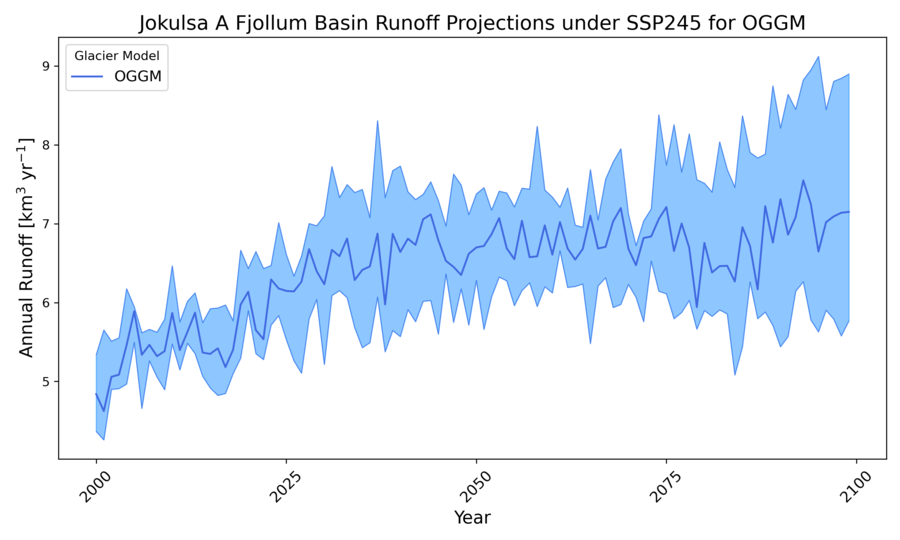 Jokulsa A Fjollum Basin Runoff Projections under SSP245 for OGGM
Glacier Model
OGGM
9
8
7
6
5
Annual Runoff [km³ yr⁻¹]
2000
2025
2050
2075
2100
Year